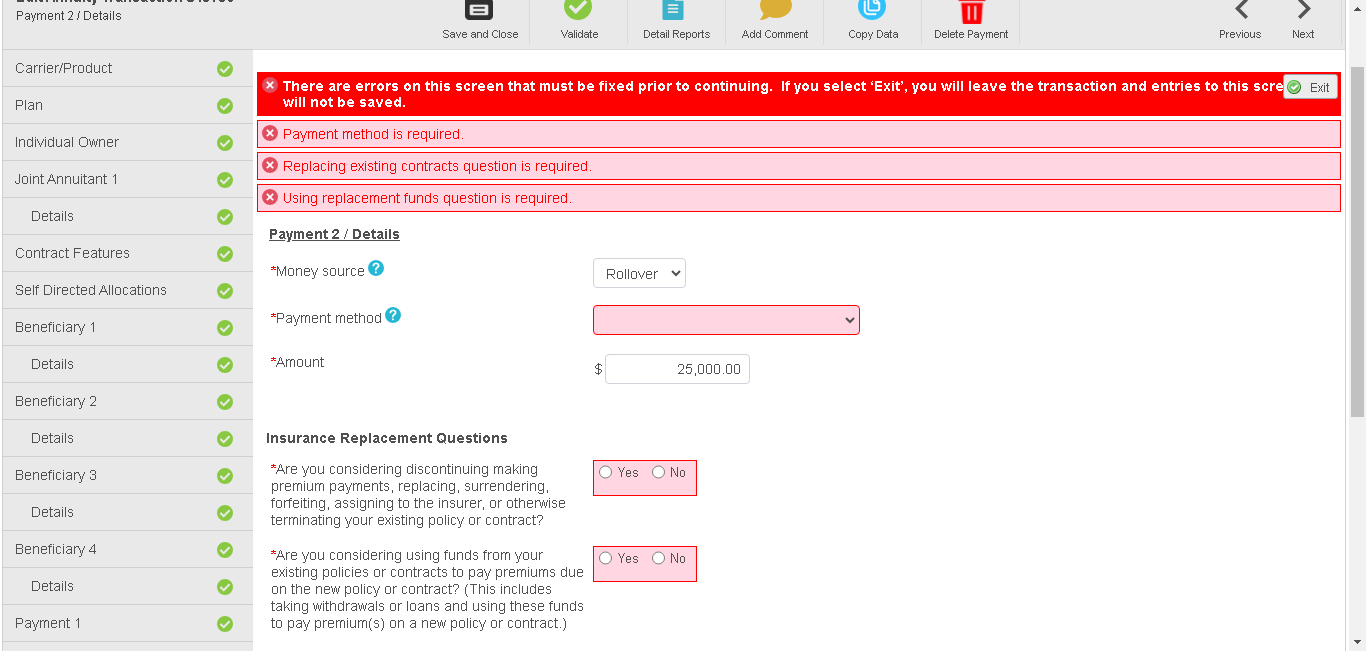 Payment 2 / Details
Save and Close
Validate
Detail Reports
Add Comment
Copy Data
Delete Payment
Previous
Next
Carrier/Product
Plan
Individual Owner
Joint Annuitant 1
Details
Contract Features
Self Directed Allocations
Beneficiary 1
Details
Beneficiary 2
Details
Beneficiary 3
Details
Beneficiary 4
Details
Payment 1
There are errors on this screen that must be fixed prior to continuing. If you select ‘Exit’, you will leave the transaction and entries to this scre
will not be saved.
Exit
Payment method is required.
Replacing existing contracts question is required.
Using replacement funds question is required.
Payment 2 / Details
*Money source ?
Rollover
*Payment method ?
*Amount
$ 25,000.00
Insurance Replacement Questions
*Are you considering discontinuing making
premium payments, replacing, surrendering,
forfeiting, assigning to the insurer, or otherwise
terminating your existing policy or contract?
Yes No
*Are you considering using funds from your
existing policies or contracts to pay premiums due
on the new policy or contract? (This includes
taking withdrawals or loans and using these funds
to pay premium(s) on a new policy or contract.)
Yes No